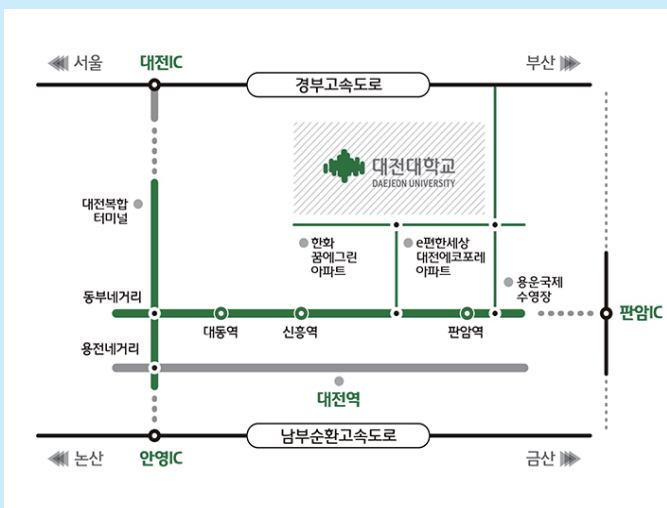 서울
대전IC
경부고속도로
부산
대전대학교
DAEJEON UNIVERSITY
대전복합
터미널
한화
꿈에그린
아파트
e편한세상
대전에코포레
아파트
용운국제
수영장
동부네거리
대동역
신흥역
판암역
판암IC
용전네거리
대전역
남부순환고속도로
논산
안영IC
금산